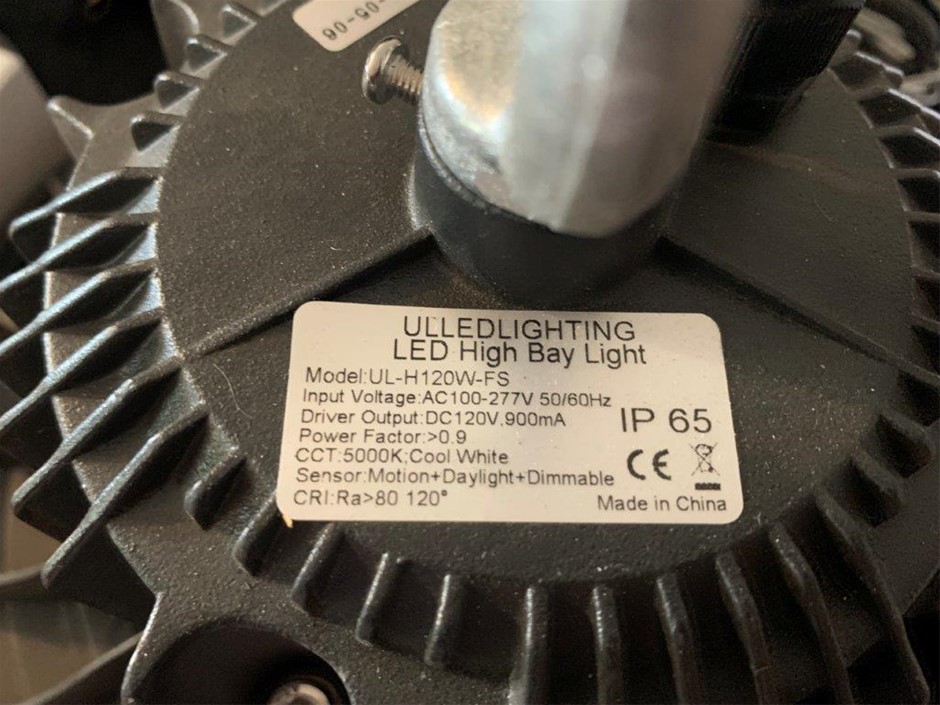 -05-06
ULLEDLIGHTING
LED High Bay Light
Model:UL-H120W-FS
Input Voltage:AC100-277V 50/60Hz
Driver Output:DC120V.900mA
IP 65
Power Factor:>0.9
CCT:5000K;Cool White
CE
Sensor:Motion+Daylight+Dimmable
CRI:Ra>80 120°
Made in China